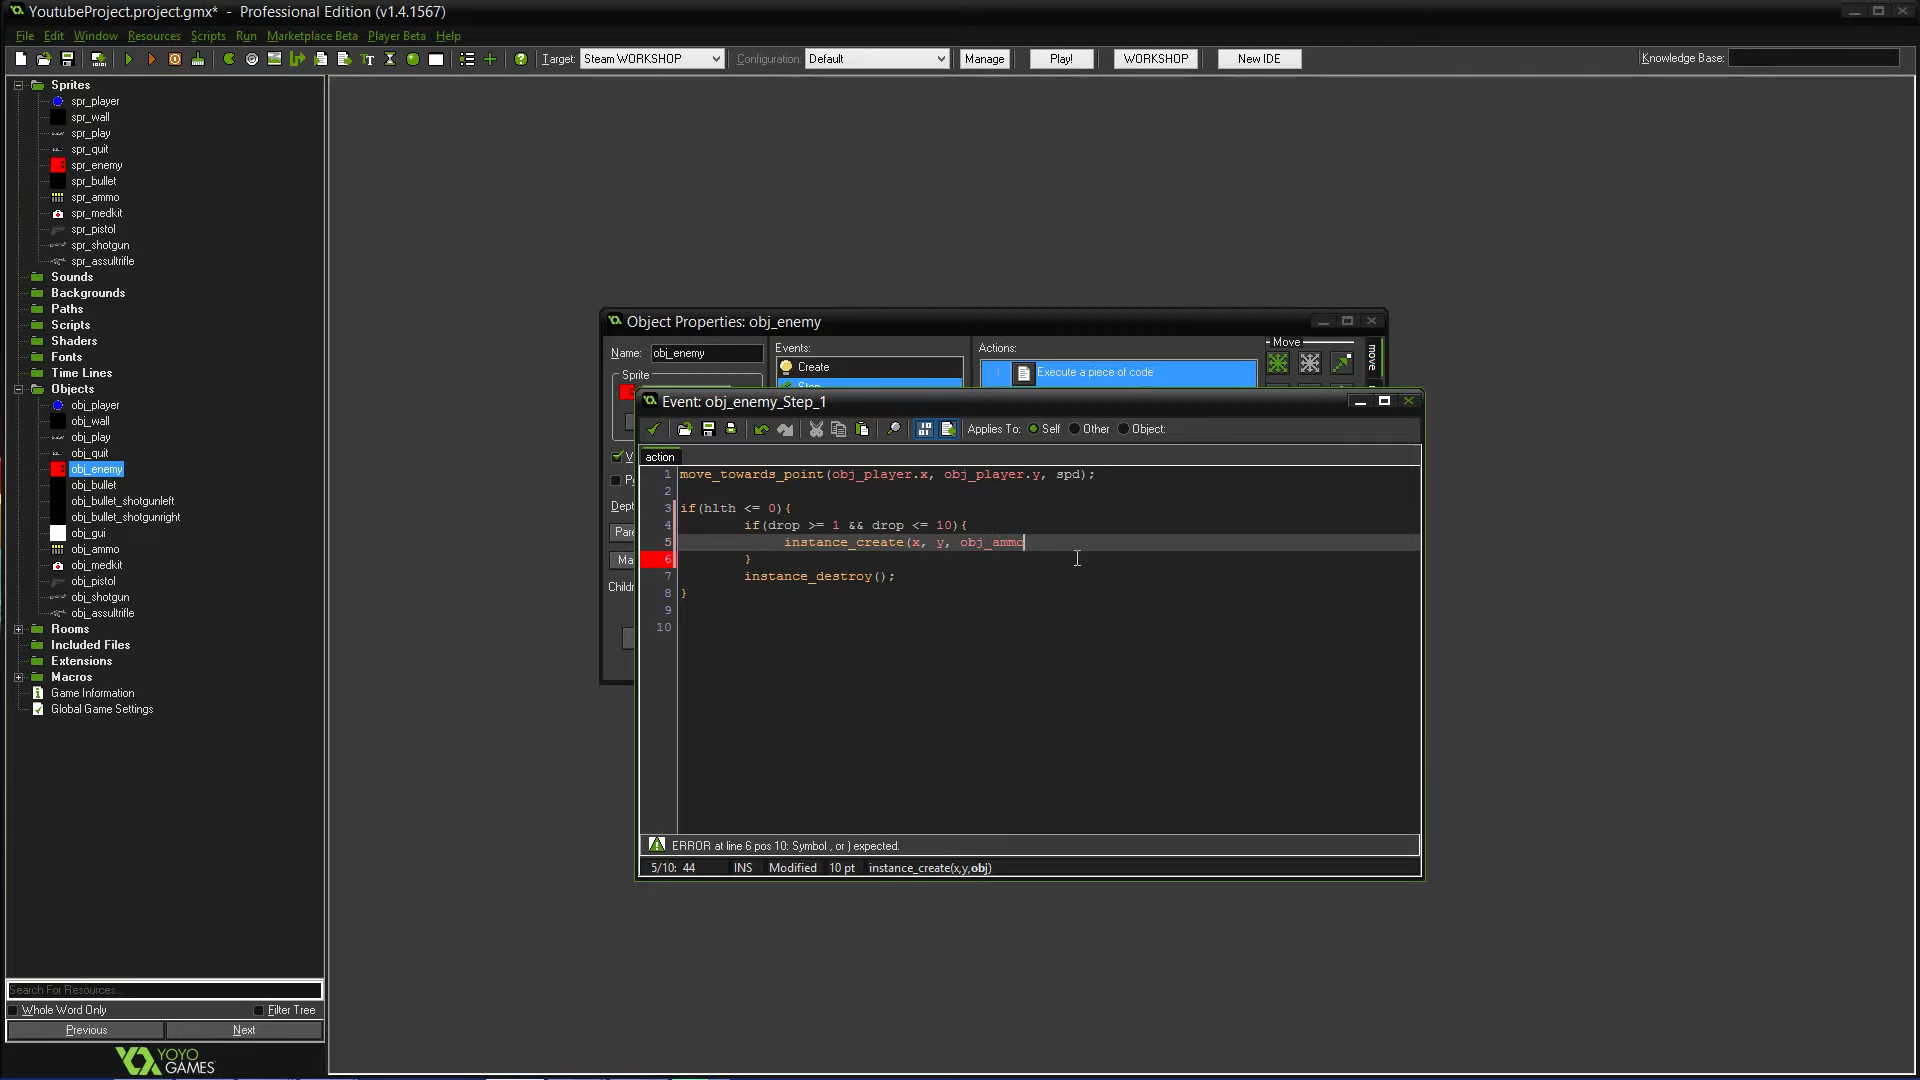 YoutubeProject.project.gmx* - Professional Edition (v1.4.1567)
File Edit Window Resources Scripts Run Marketplace Beta Player Beta Help
Target: Steam WORKSHOP Configuration: Default Manage Play! WORKSHOP New IDE Knowledge Base:
Sprites
spr_player
spr_wall
spr_play
spr_quit
spr_enemy
spr_bullet
spr_ammo
spr_medkit
spr_pistol
spr_shotgun
spr_assultrifle
Sounds
Backgrounds
Paths
Scripts
Shaders
Fonts
Time Lines
Objects
obj_player
obj_wall
obj_play
obj_quit
obj_enemy
obj_bullet
obj_bullet_shotgunleft
obj_bullet_shotgunright
obj_gui
obj_ammo
obj_medkit
obj_pistol
obj_shotgun
obj_assultrifle
Rooms
Included Files
Extensions
Macros
Game Information
Global Game Settings
Search For Resources...
Whole Word Only Filter Tree
Previous Next
YOYO
GAMES
Object Properties: obj_enemy
Name: obj_enemy Events: Actions: Move
Sprite Create 1 Execute a piece of code move
Event: obj_enemy_Step_1
Applies To: Self Other Object:
action
1 move_towards_point(obj_player.x, obj_player.y, spd);
2
3 if(hlth <= 0){
4 if(drop >= 1 && drop <= 10){
5 instance_create(x, y, obj_ammo
6 }
7 instance_destroy();
8 }
9
10
ERROR at line 6 pos 10: Symbol , or ) expected.
5/10: 44 INS Modified 10 pt instance_create(x,y,obj)